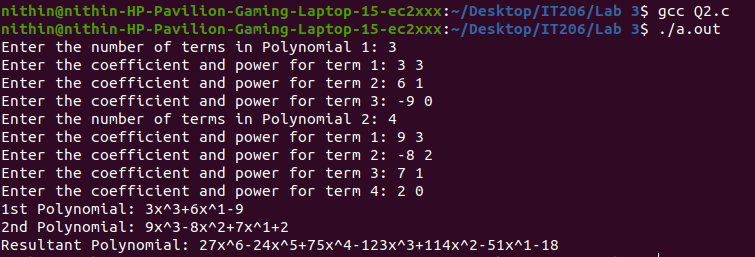 nithin@nithin-HP-Pavilion-Gaming-Laptop-15-ec2xxx:~/Desktop/IT206/Lab 3$ gcc Q2.c
nithin@nithin-HP-Pavilion-Gaming-Laptop-15-ec2xxx:~/Desktop/IT206/Lab 3$ ./a.out
Enter the number of terms in Polynomial 1: 3
Enter the coefficient and power for term 1: 3 3
Enter the coefficient and power for term 2: 6 1
Enter the coefficient and power for term 3: -9 0
Enter the number of terms in Polynomial 2: 4
Enter the coefficient and power for term 1: 9 3
Enter the coefficient and power for term 2: -8 2
Enter the coefficient and power for term 3: 7 1
Enter the coefficient and power for term 4: 2 0
1st Polynomial: 3x^3+6x^1-9
2nd Polynomial: 9x^3-8x^2+7x^1+2
Resultant Polynomial: 27x^6-24x^5+75x^4-123x^3+114x^2-51x^1-18